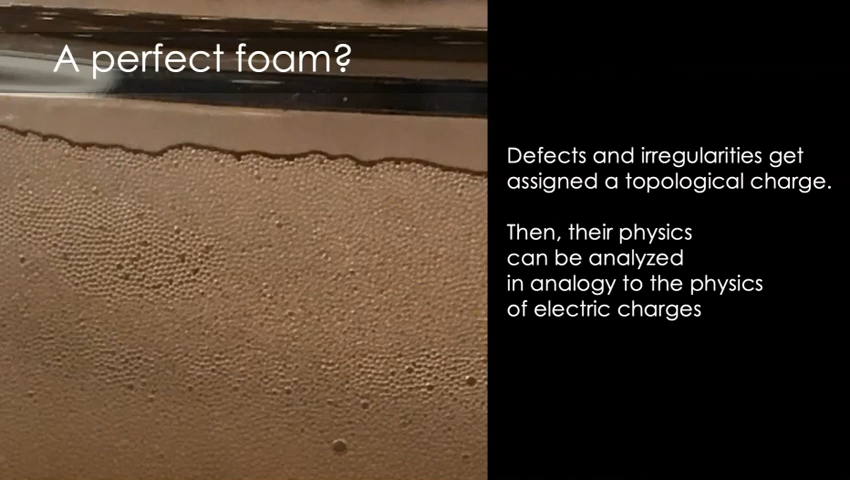 A perfect foam?
Defects and irregularities get
assigned a topological charge.
Then, their physics
can be analyzed
in analogy to the physics
of electric charges